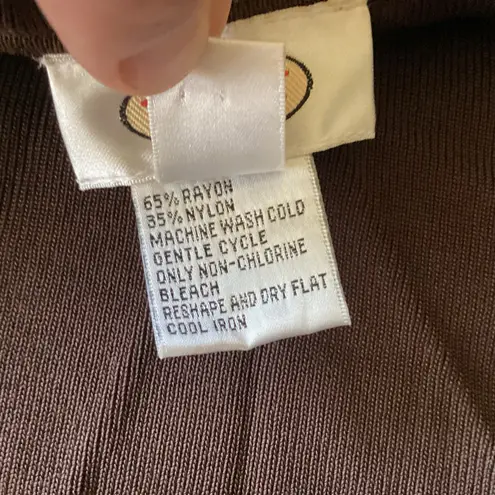 65% RAYON
35% NYLON
MACHINE WASH COLD
GENTLE CYCLE
ONLY NON-CHLORINE
BLEACH
RESHAPE AND DRY FLAT
COOL IRON